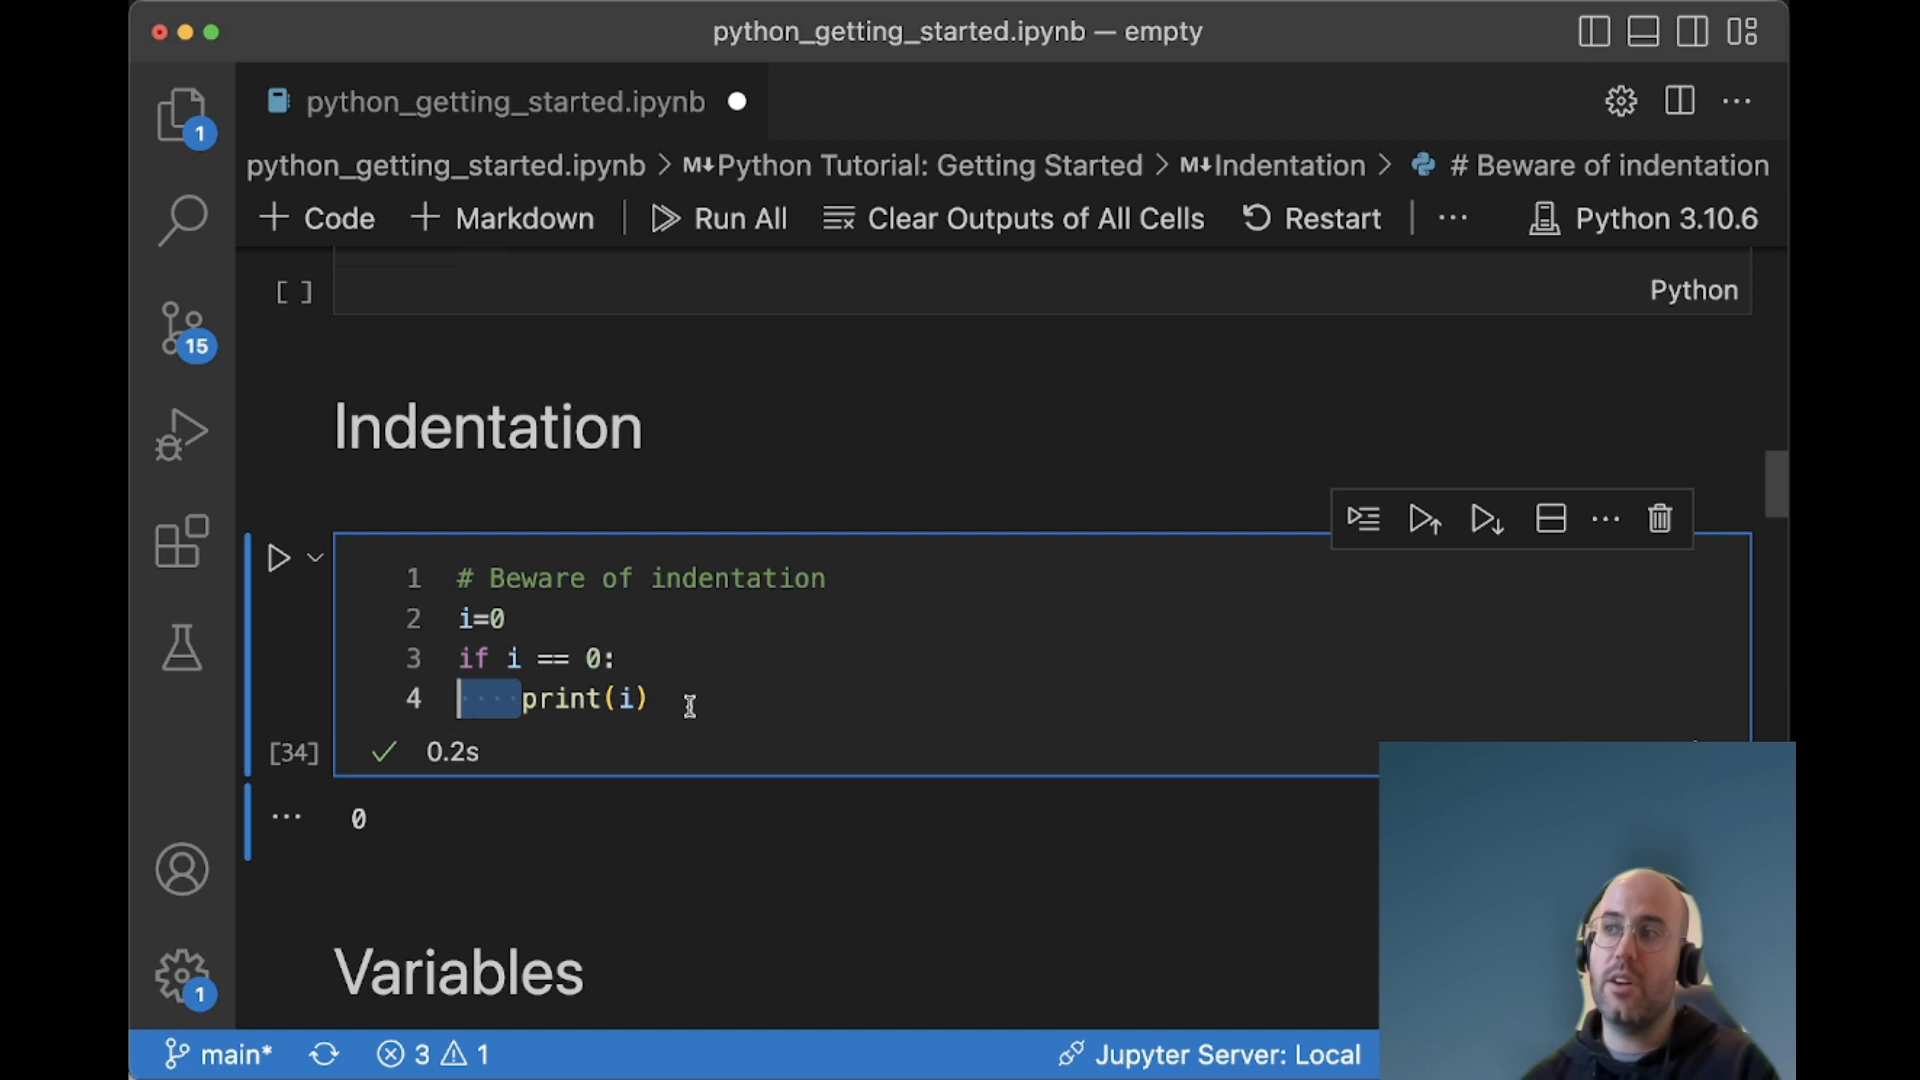 python_getting_started.ipynb — empty
python_getting_started.ipynb
1
python_getting_started.ipynb > M↓Python Tutorial: Getting Started > M↓Indentation > # Beware of indentation
+ Code + Markdown | Run All Clear Outputs of All Cells Restart | ··· Python 3.10.6
[ ] Python
15
Indentation
1 # Beware of indentation
2 i=0
3 if i == 0:
4 ····print(i)
[34] ✓ 0.2s
··· 0
Variables
1
main* ⊗ 3 ⚠ 1 Jupyter Server: Local